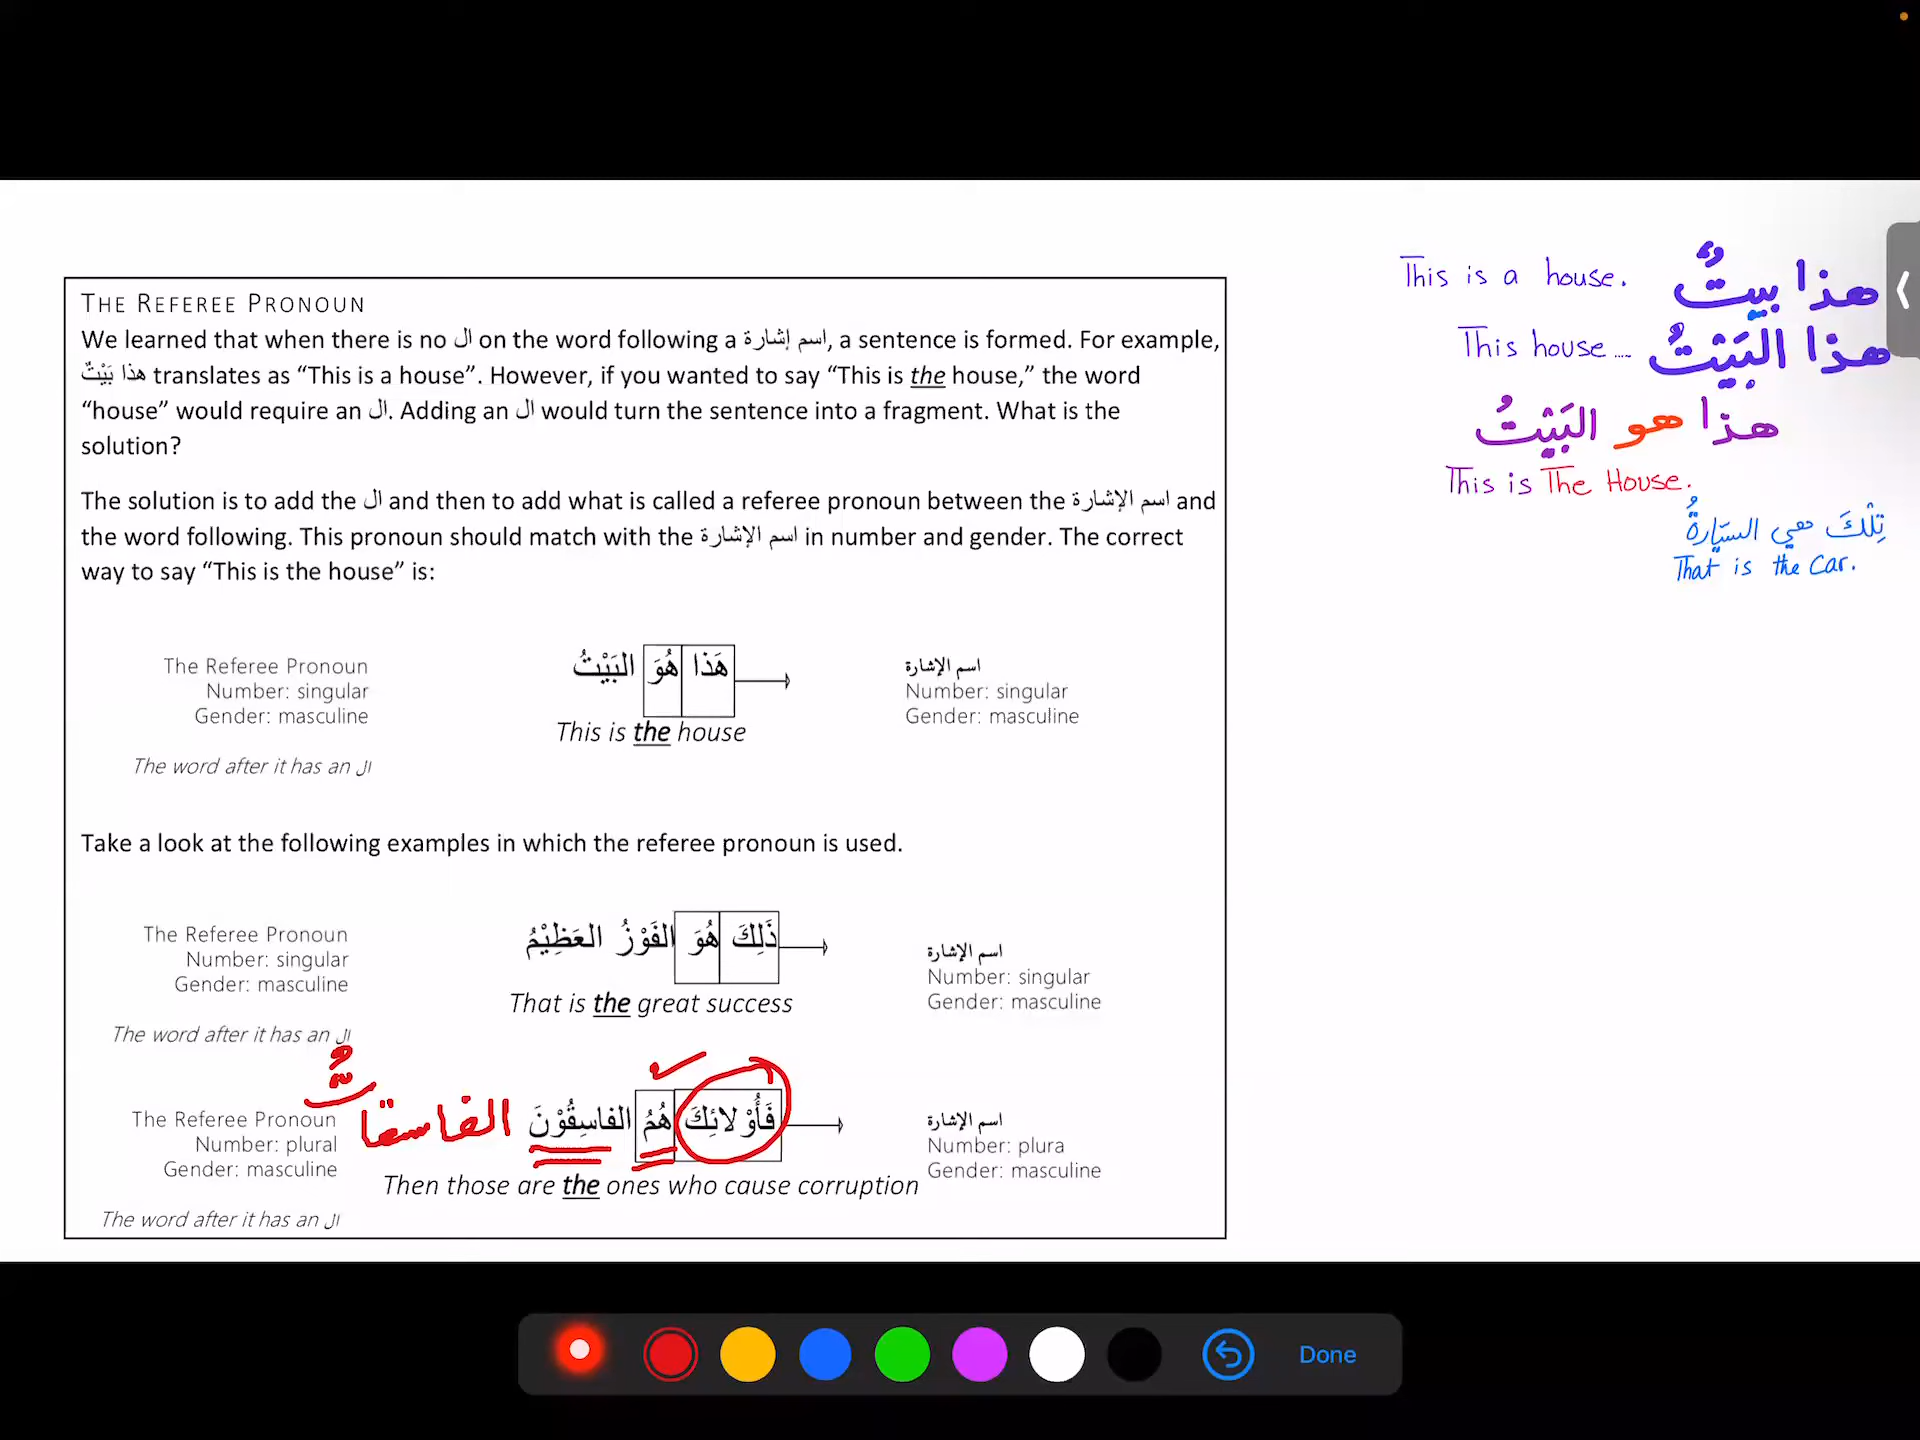 THE REFEREE PRONOUN
We learned that when there is no ال on the word following a اسم إشارة, a sentence is formed. For example,
هذا بَيْتٌ translates as “This is a house”. However, if you wanted to say “This is the house,” the word
“house” would require an ال. Adding an ال would turn the sentence into a fragment. What is the
solution?
The solution is to add the ال and then to add what is called a referee pronoun between the اسم الإشارة and
the word following. This pronoun should match with the اسم الإشارة in number and gender. The correct
way to say “This is the house” is:
The Referee Pronoun
Number: singular
Gender: masculine
The word after it has an ال
هَذا هُوَ البَيْتُ
This is the house
اسم الإشارة
Number: singular
Gender: masculine
Take a look at the following examples in which the referee pronoun is used.
The Referee Pronoun
Number: singular
Gender: masculine
The word after it has an ال
ذَلِكَ هُوَ الفَوْزُ العَظِيْمُ
That is the great success
اسم الإشارة
Number: singular
Gender: masculine
The Referee Pronoun
Number: plural
Gender: masculine
The word after it has an ال
فَأُوْلائِكَ هُمُ الفاسِقُوْنَ
الفاسقاتُ
Then those are the ones who cause corruption
اسم الإشارة
Number: plura
Gender: masculine
This is a house. هذا بيتٌ
This house .... هذا البَيْتُ
هذا هو البَيْتُ
This is The House.
تِلْكَ هي السَّيّارةُ
That is the Car.
Done